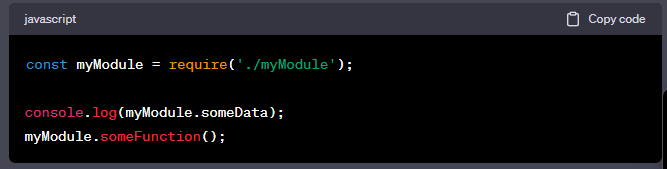 javascript
Copy code
const myModule = require('./myModule');
console.log(myModule.someData);
myModule.someFunction();